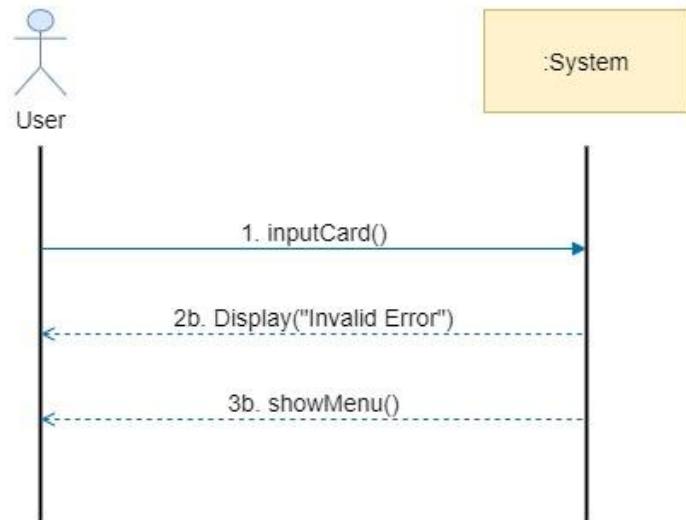 User
:System
1. inputCard()
2b. Display("Invalid Error")
3b. showMenu()